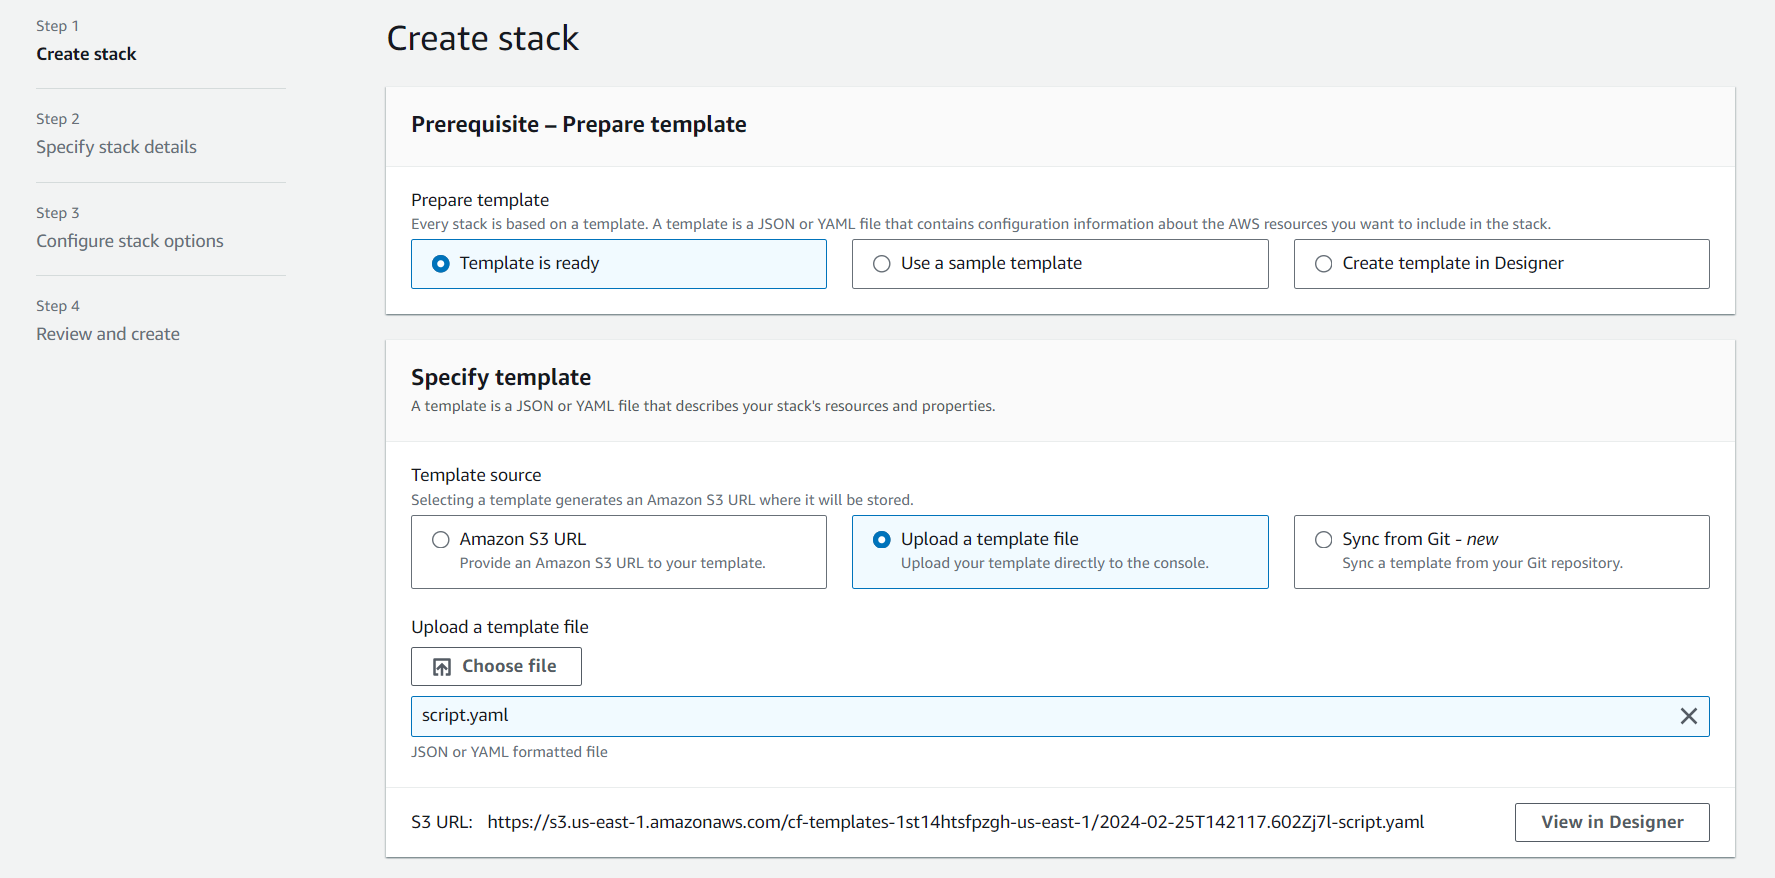 Step 1
Create stack
Step 2
Specify stack details
Step 3
Configure stack options
Step 4
Review and create
Create stack
Prerequisite – Prepare template
Prepare template
Every stack is based on a template. A template is a JSON or YAML file that contains configuration information about the AWS resources you want to include in the stack.
Template is ready
Use a sample template
Create template in Designer
Specify template
A template is a JSON or YAML file that describes your stack's resources and properties.
Template source
Selecting a template generates an Amazon S3 URL where it will be stored.
Amazon S3 URL
Provide an Amazon S3 URL to your template.
Upload a template file
Upload your template directly to the console.
Sync from Git - new
Sync a template from your Git repository.
Upload a template file
Choose file
script.yaml
JSON or YAML formatted file
S3 URL: https://s3.us-east-1.amazonaws.com/cf-templates-1st14htsfpzgh-us-east-1/2024-02-25T142117.602Zj7l-script.yaml
View in Designer